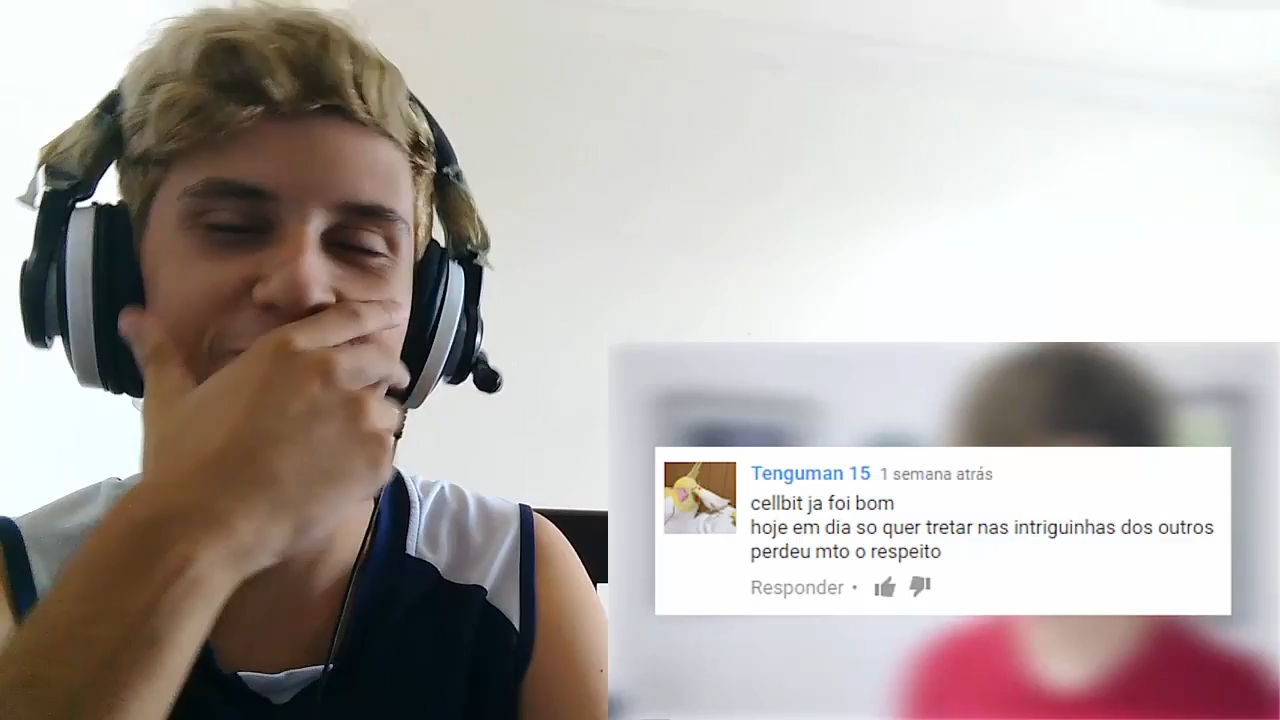 Tenguman 15 1 semana atrás
cellbit ja foi bom
hoje em dia so quer tretar nas intriguinhas dos outros
perdeu mto o respeito
Responder •